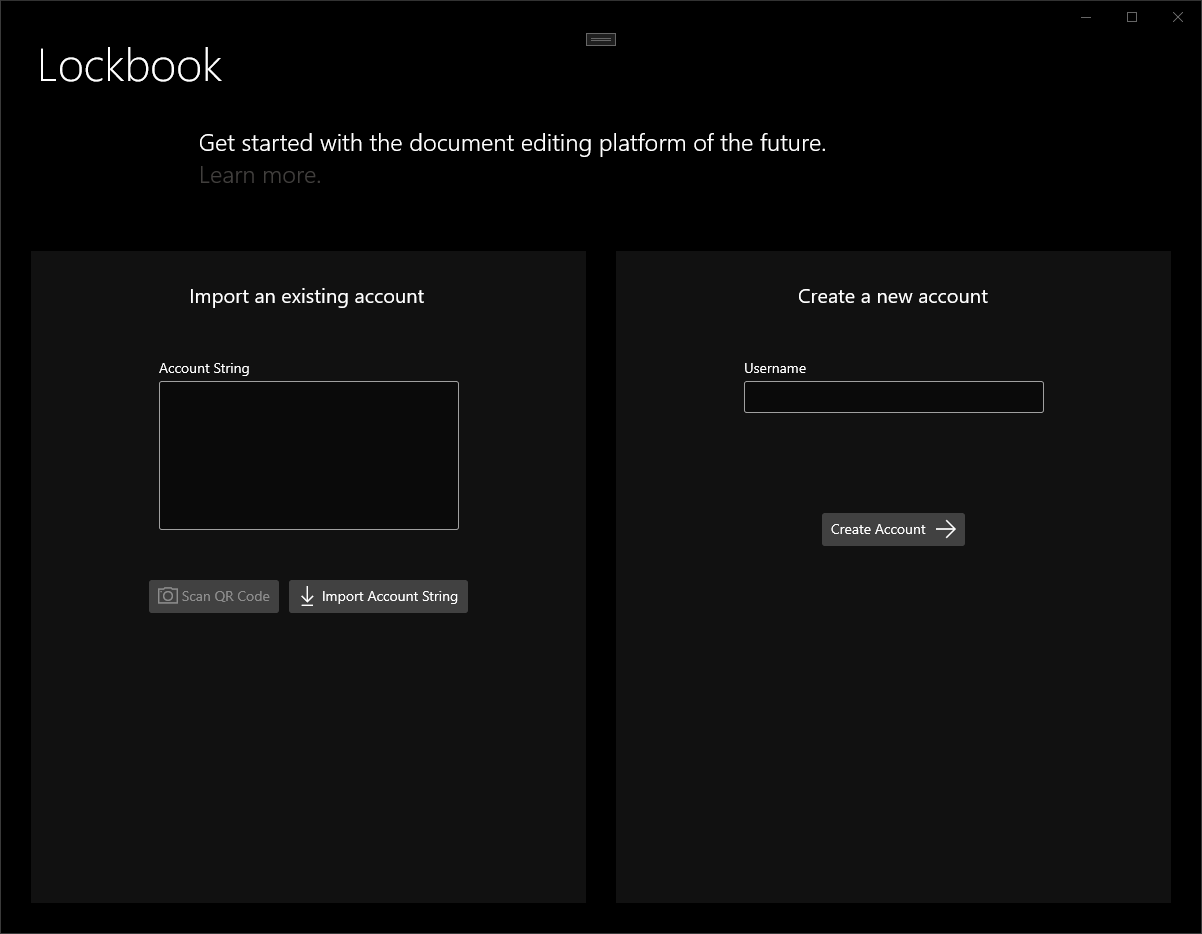 Lockbook
Get started with the document editing platform of the future.
Learn more.
Import an existing account
Account String
Scan QR Code
Import Account String
Create a new account
Username
Create Account